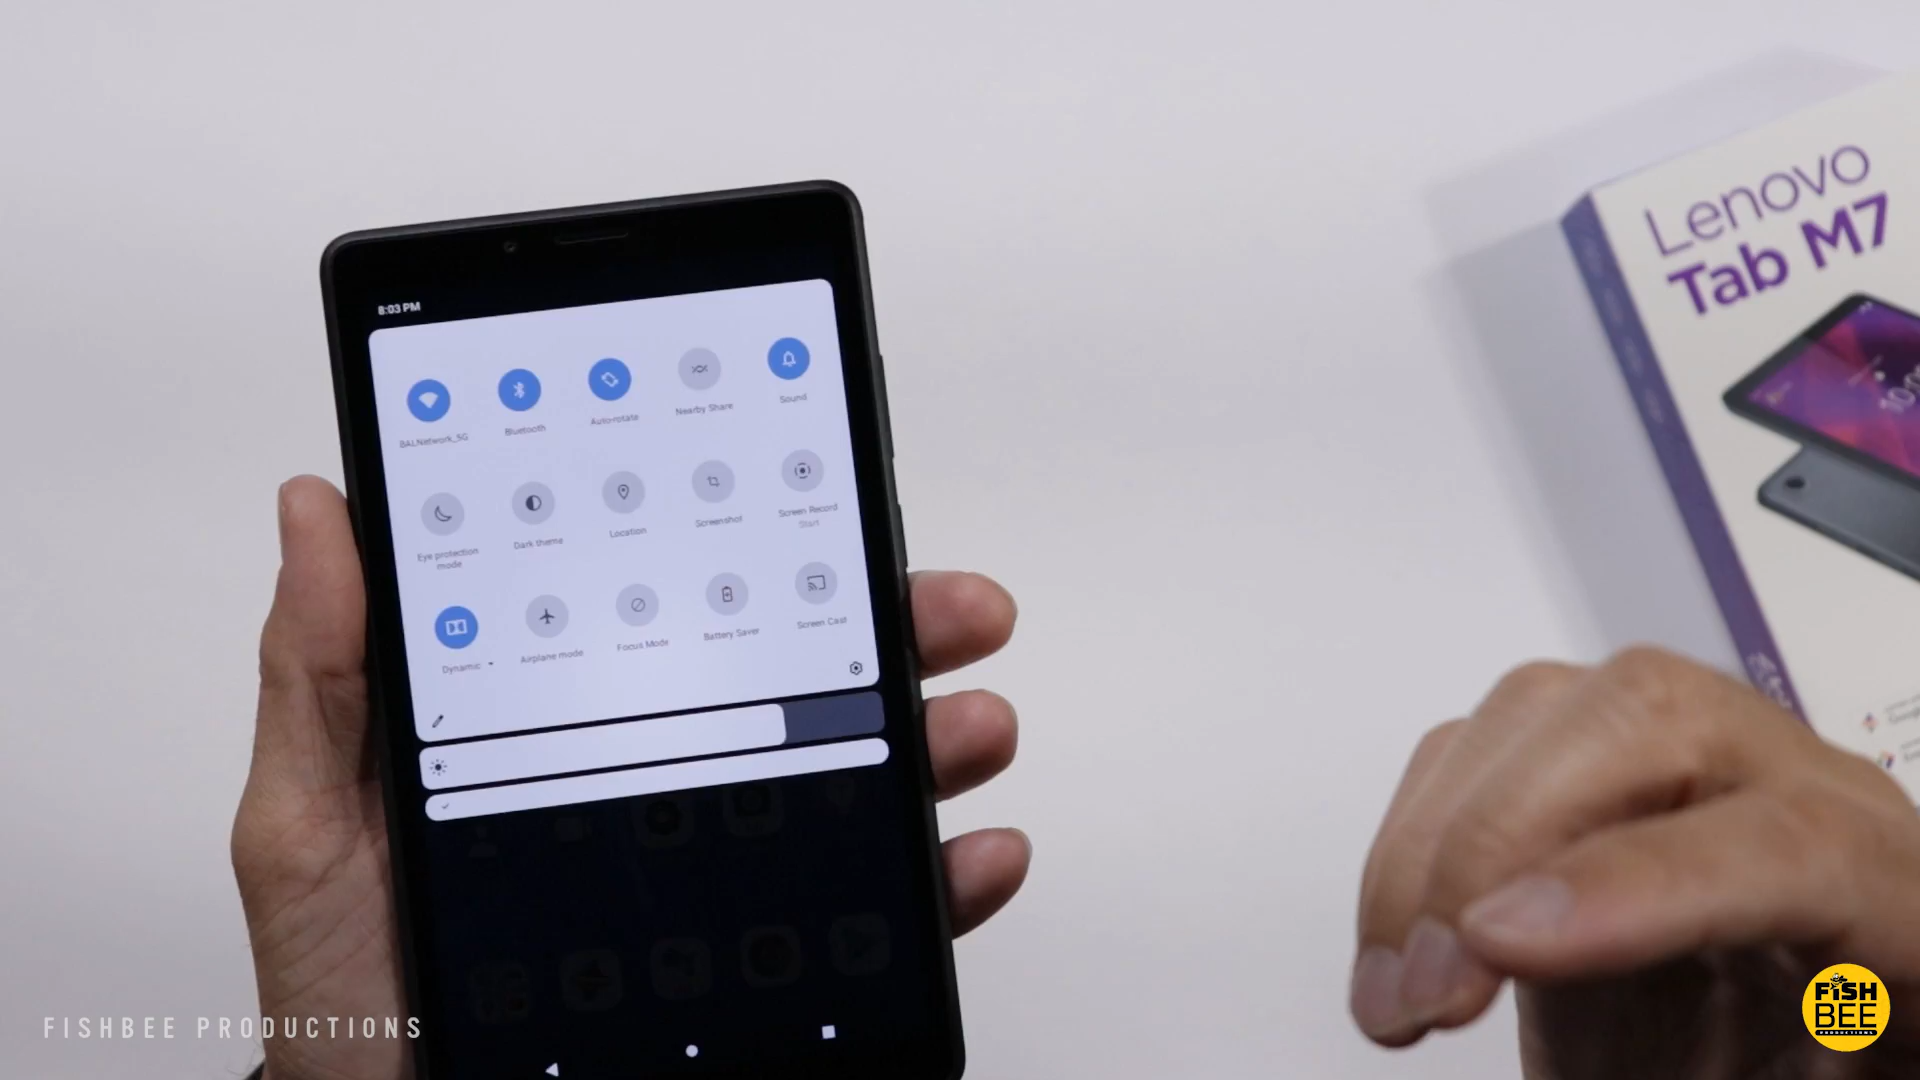 Lenovo
Tab M7
8:03 PM
BALNetwork_5G
Bluetooth
Auto-rotate
Nearby Share
Sound
Eye protection
mode
Dark theme
Location
Screenshot
Screen Record
Start
Dynamic
Airplane mode
Focus Mode
Battery Saver
Screen Cast
FISHBEE PRODUCTIONS
FISH
BEE
PRODUCTIONS